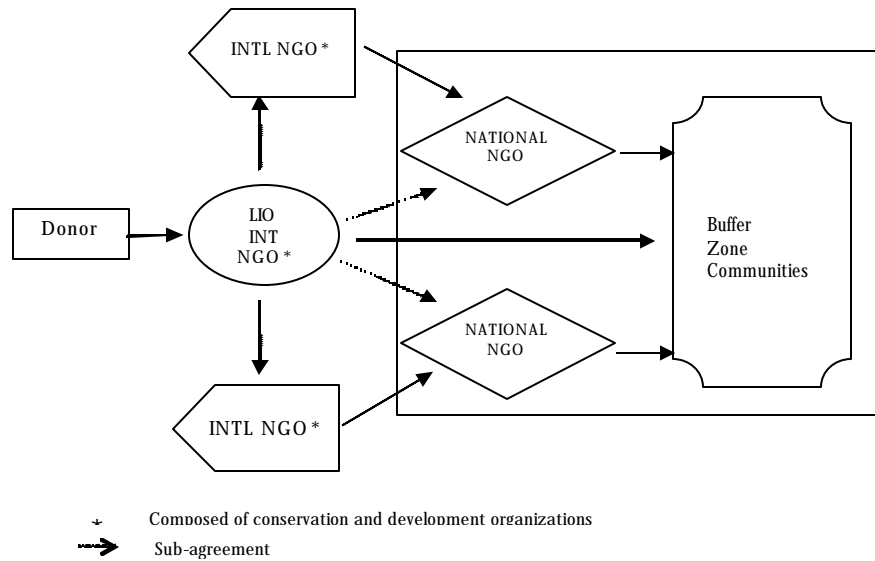 INTL NGO *
NATIONAL
NGO
Donor
LIO
INT
NGO *
Buffer
Zone
Communities
NATIONAL
NGO
INTL NGO *
* Composed of conservation and development organizations
Sub-agreement